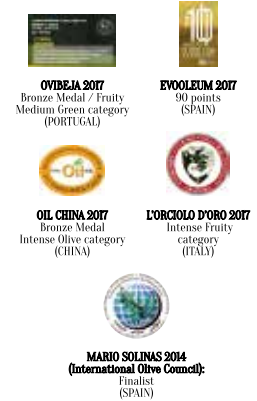 OVIBEJA 2017
Bronze Medal / Fruity
Medium Green category
(PORTUGAL)
EVOOLEUM 2017
90 points
(SPAIN)
Oil
OIL CHINA 2017
Bronze Medal
Intense Olive category
(CHINA)
L'ORCIOLO D'ORO 2017
Intense Fruity
category
(ITALY)
MARIO SOLINAS 2014
(International Olive Council):
Finalist
(SPAIN)